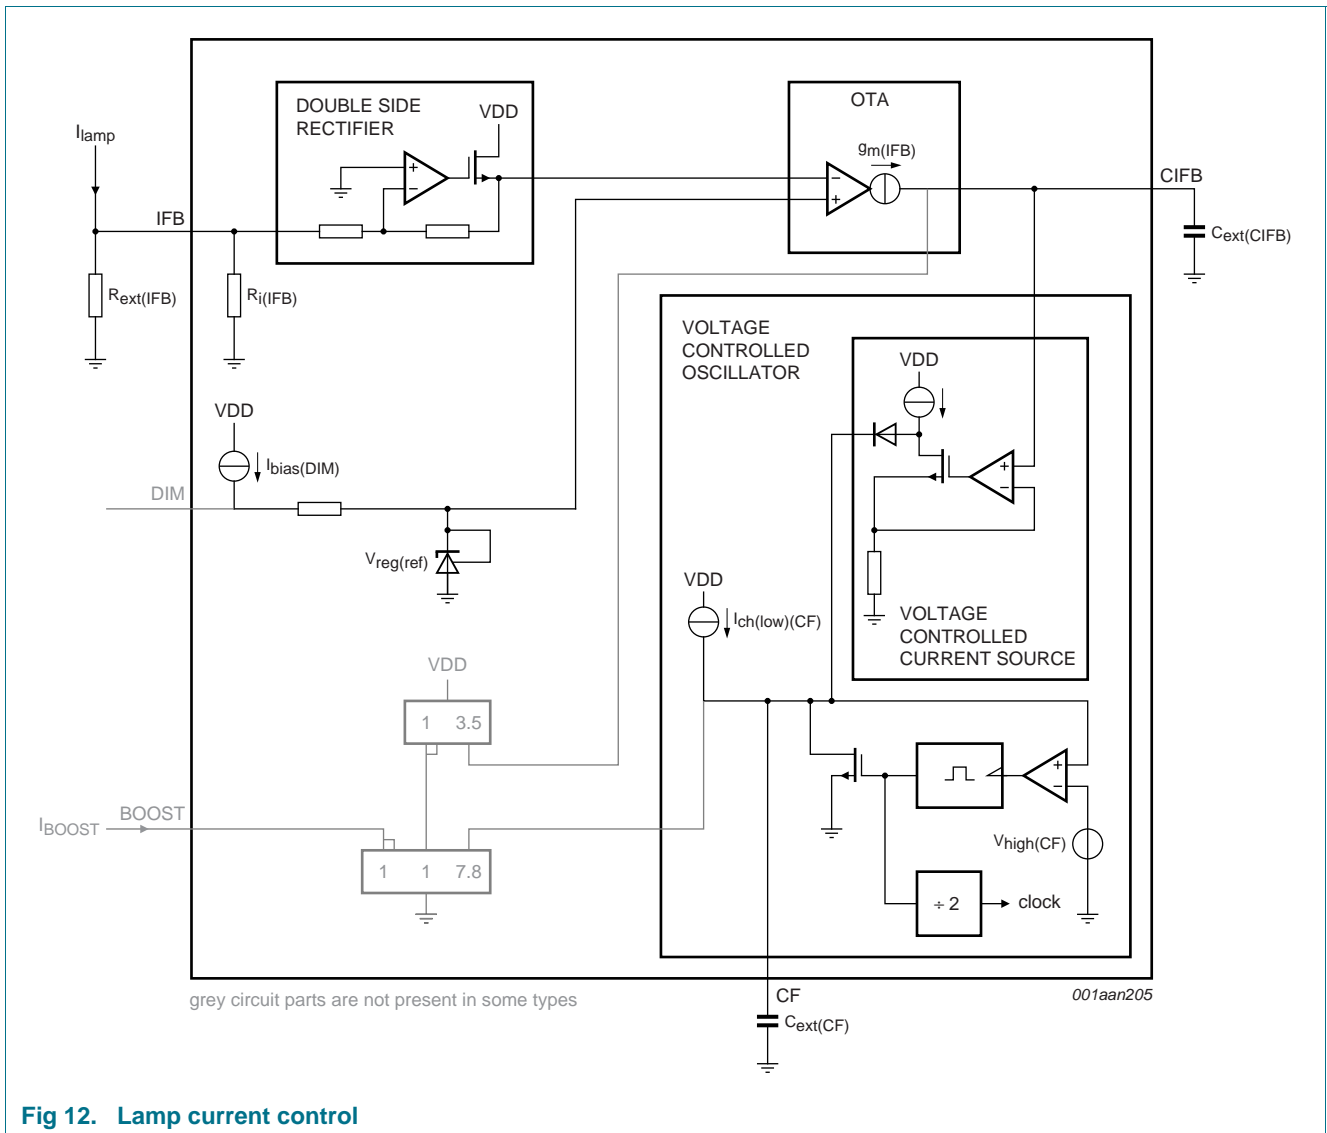 DOUBLE SIDE
RECTIFIER
VDD
OTA
gm(IFB)
Ilamp
IFB
CIFB
Cext(CIFB)
Rext(IFB)
Ri(IFB)
VOLTAGE
CONTROLLED
OSCILLATOR
VDD
VDD
Ibias(DIM)
DIM
Vreg(ref)
VDD
Ich(low)(CF)
VOLTAGE
CONTROLLED
CURRENT SOURCE
VDD
1 3.5
BOOST
IBOOST
1 1 7.8
Vhigh(CF)
÷ 2
clock
grey circuit parts are not present in some types
CF
001aan205
Cext(CF)
Fig 12. Lamp current control